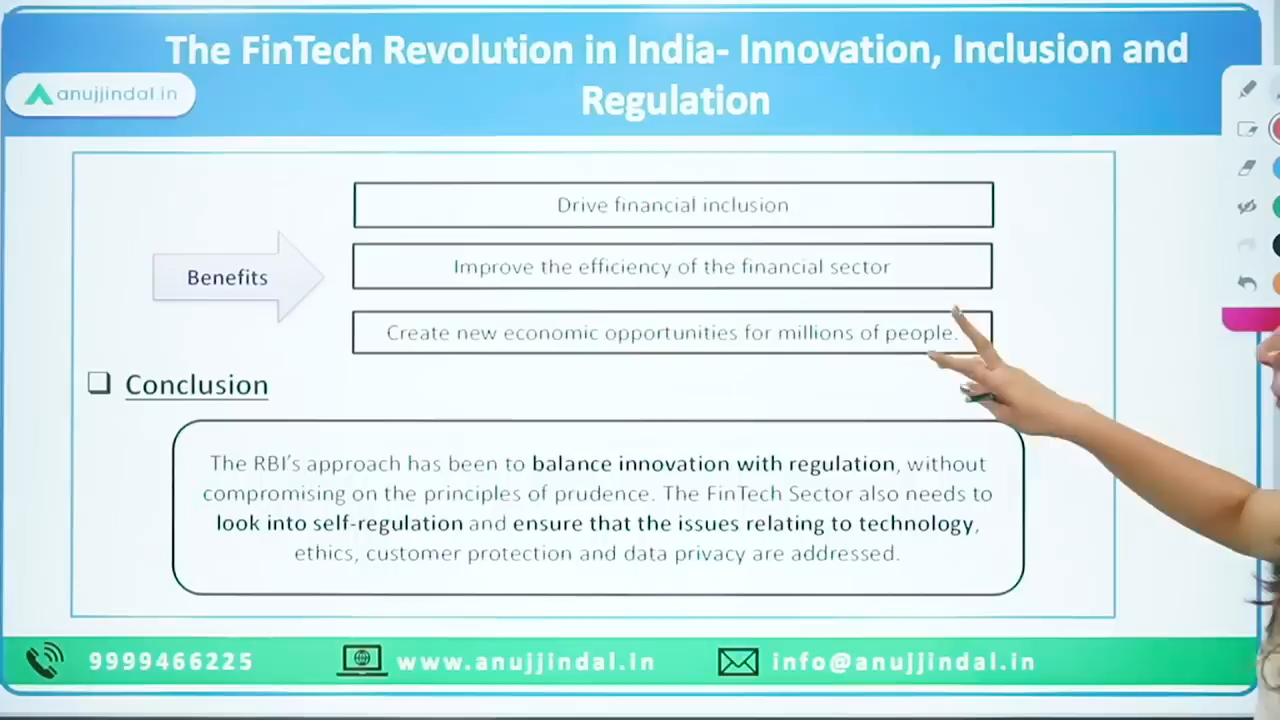 The FinTech Revolution in India- Innovation, Inclusion and
Regulation
anujjindal.in
Drive financial inclusion
Improve the efficiency of the financial sector
Benefits
Create new economic opportunities for millions of people.
Conclusion
The RBI's approach has been to balance innovation with regulation, without
compromising on the principles of prudence. The FinTech Sector also needs to
look into self-regulation and ensure that the issues relating to technology,
ethics, customer protection and data privacy are addressed.
9999466225
www.anujjindal.in
info@anujjindal.in